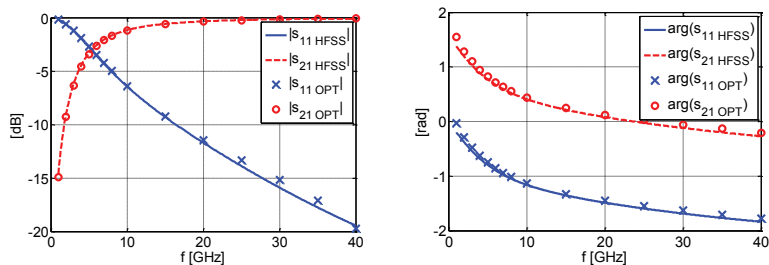 0
-5
-10
-15
-20
[dB]
0
10
20
30
40
f [GHz]
|s11 HFSS|
|s21 HFSS|
|s11 OPT|
|s21 OPT|
2
1
0
-1
-2
[rad]
0
10
20
30
40
f [GHz]
arg(s11 HFSS)
arg(s21 HFSS)
arg(s11 OPT)
arg(s21 OPT)